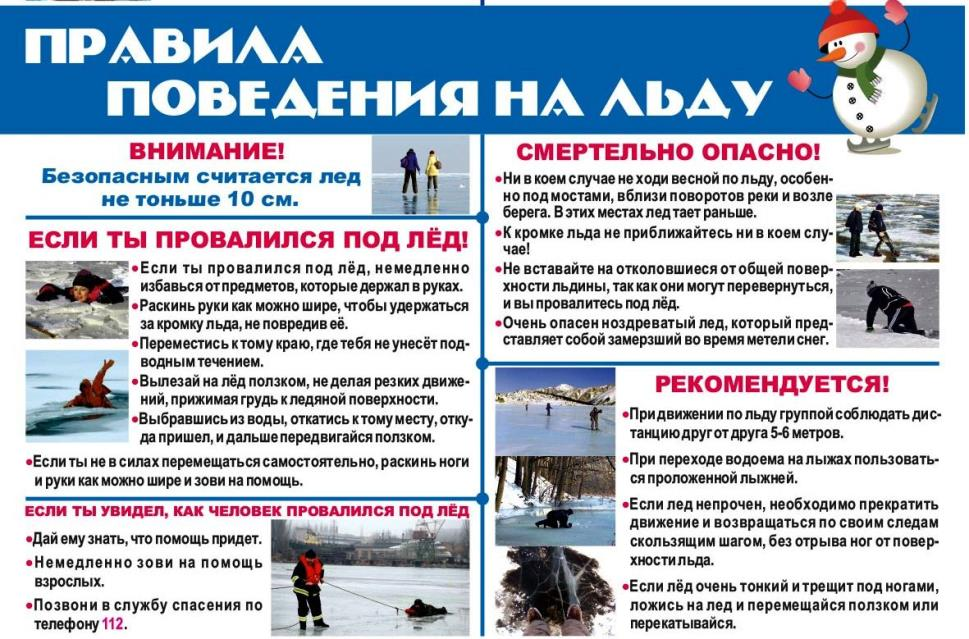 ПРАВИЛА
ПОВЕДЕНИЯ НА ЛЬДУ
ВНИМАНИЕ!
Безопасным считается лед
не тоньше 10 см.
ЕСЛИ ТЫ ПРОВАЛИЛСЯ ПОД ЛЁД!
•Если ты провалился под лёд, немедленно
избавься от предметов, которые держал в руках.
•Раскинь руки как можно шире, чтобы удержаться
за кромку льда, не повредив её.
•Переместись к тому краю, где тебя не унесёт под-
водным течением.
•Вылезай на лёд ползком, не делая резких движе-
ний, прижимая грудь к ледяной поверхности.
•Выбравшись из воды, откатись к тому месту, отку-
да пришел, и дальше передвигайся ползком.
•Если ты не в силах перемещаться самостоятельно, раскинь ноги
и руки как можно шире и зови на помощь.
ЕСЛИ ТЫ УВИДЕЛ, КАК ЧЕЛОВЕК ПРОВАЛИЛСЯ ПОД ЛЁД
•Дай ему знать, что помощь придет.
•Немедленно зови на помощь
взрослых.
•Позвони в службу спасения по
телефону 112.
СМЕРТЕЛЬНО ОПАСНО!
•Ни в коем случае не ходи весной по льду, особен-
но под мостами, вблизи поворотов реки и возле
берега. В этих местах лед тает раньше.
•К кромке льда не приближайтесь ни в коем слу-
чае!
•Не вставайте на отколовшиеся от общей повер-
хности льдины, так как они могут перевернуться,
и вы провалитесь под лёд.
•Очень опасен ноздреватый лед, который пред-
ставляет собой замерзший во время метели снег.
РЕКОМЕНДУЕТСЯ!
•При движении по льду группой соблюдать дис-
танцию друг от друга 5-6 метров.
•При переходе водоема на лыжах пользовать-
ся проложенной лыжней.
•Если лед непрочен, необходимо прекратить
движение и возвращаться по своим следам
скользящим шагом, без отрыва ног от повер-
хности льда.
•Если лёд очень тонкий и трещит под ногами,
ложись на лед и перемещайся ползком или
перекатывайся.